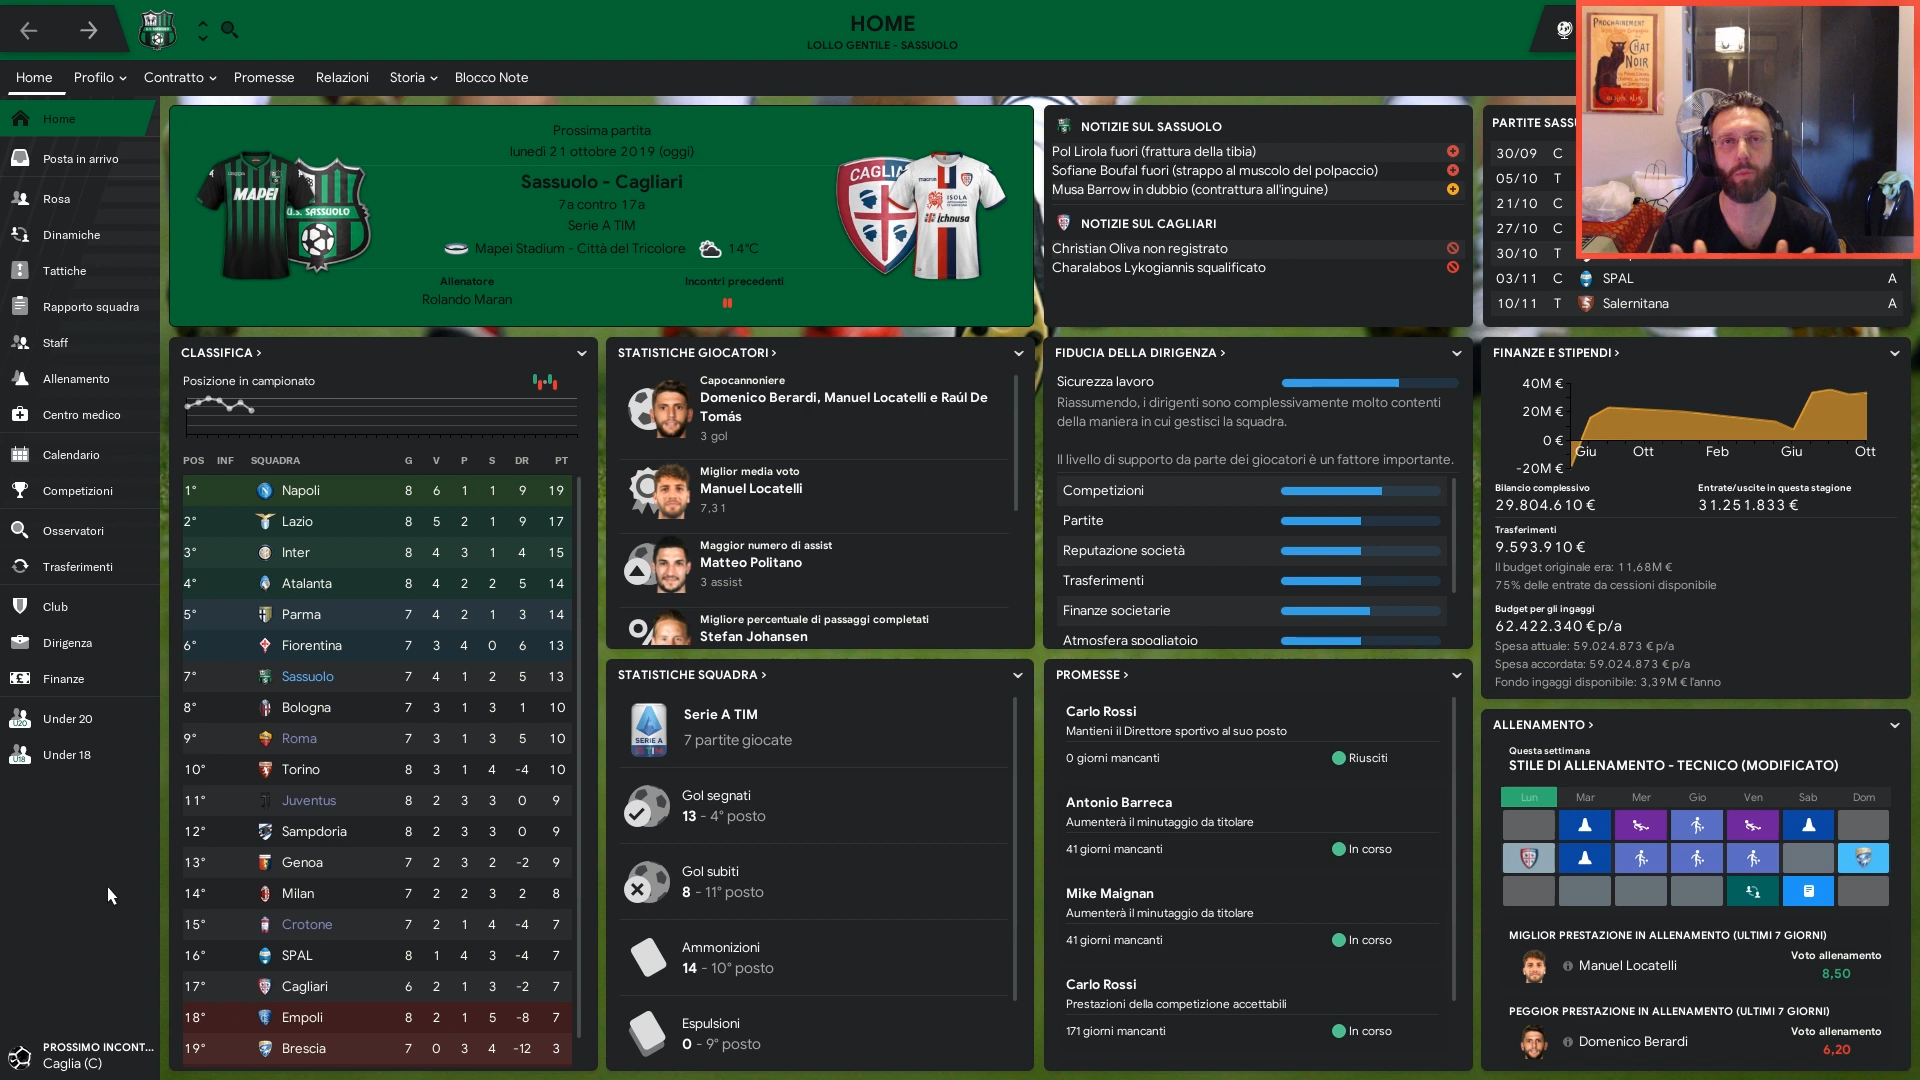 HOME
LOLLO GENTILE - SASSUOLO
Home
Profilo
Contratto
Promesse
Relazioni
Storia
Blocco Note
PROCHAINEMENT
CHAT
NOIR
Home
Posta in arrivo
Rosa
Dinamiche
Tattiche
Rapporto squadra
Staff
Allenamento
Centro medico
Calendario
Competizioni
Osservatori
Trasferimenti
Club
Dirigenza
Finanze
Under 20
Under 18
PROSSIMO INCONT...
Caglia (C)
Prossima partita
lunedì 21 ottobre 2019 (oggi)
Sassuolo - Cagliari
7a contro 17a
Serie A TIM
Mapei Stadium - Città del Tricolore 14°C
Allenatore
Rolando Maran
Incontri precedenti
MAPEI
U.S. SASSUOLO
ISOLA
ichnusa
NOTIZIE SUL SASSUOLO
Pol Lirola fuori (frattura della tibia)
Sofiane Boufal fuori (strappo al muscolo del polpaccio)
Musa Barrow in dubbio (contrattura all'inguine)
NOTIZIE SUL CAGLIARI
Christian Oliva non registrato
Charalabos Lykogiannis squalificato
PARTITE SASSU
30/09 C
05/10 T
21/10 C
27/10 C
30/10 T
03/11 C SPAL A
10/11 T Salernitana A
CLASSIFICA >
Posizione in campionato
POS INF SQUADRA G V P S DR PT
1° Napoli 8 6 1 1 9 19
2° Lazio 8 5 2 1 9 17
3° Inter 8 4 3 1 4 15
4° Atalanta 8 4 2 2 5 14
5° Parma 7 4 2 1 3 14
6° Fiorentina 7 3 4 0 6 13
7° Sassuolo 7 4 1 2 5 13
8° Bologna 7 3 1 3 1 10
9° Roma 7 3 1 3 5 10
10° Torino 8 3 1 4 -4 10
11° Juventus 8 2 3 3 0 9
12° Sampdoria 8 2 3 3 0 9
13° Genoa 7 2 3 2 -2 9
14° Milan 7 2 2 3 2 8
15° Crotone 7 2 1 4 -4 7
16° SPAL 8 1 4 3 -4 7
17° Cagliari 6 2 1 3 -2 7
18° Empoli 8 2 1 5 -8 7
19° Brescia 7 0 3 4 -12 3
STATISTICHE GIOCATORI >
Capocannoniere
Domenico Berardi, Manuel Locatelli e Raúl De
Tomás
3 gol
Miglior media voto
Manuel Locatelli
7,31
Maggior numero di assist
Matteo Politano
3 assist
Migliore percentuale di passaggi completati
Stefan Johansen
STATISTICHE SQUADRA >
Serie A TIM
7 partite giocate
Gol segnati
13 - 4° posto
Gol subiti
8 - 11° posto
Ammonizioni
14 - 10° posto
Espulsioni
0 - 9° posto
FIDUCIA DELLA DIRIGENZA >
Sicurezza lavoro
Riassumendo, i dirigenti sono complessivamente molto contenti
della maniera in cui gestisci la squadra.
Il livello di supporto da parte dei giocatori è un fattore importante.
Competizioni
Partite
Reputazione società
Trasferimenti
Finanze societarie
Atmosfera spogliatoio
PROMESSE >
Carlo Rossi
Mantieni il Direttore sportivo al suo posto
0 giorni mancanti Riusciti
Antonio Barreca
Aumenterà il minutaggio da titolare
41 giorni mancanti In corso
Mike Maignan
Aumenterà il minutaggio da titolare
41 giorni mancanti In corso
Carlo Rossi
Prestazioni della competizione accettabili
171 giorni mancanti In corso
FINANZE E STIPENDI >
40M €
20M €
0 €
-20M €
Giu Ott Feb Giu Ott
Bilancio complessivo
29.804.610 €
Entrate/uscite in questa stagione
31.251.833 €
Trasferimenti
9.593.910 €
Il budget originale era: 11,68M €
75% delle entrate da cessioni disponibile
Budget per gli ingaggi
62.422.340 € p/a
Spesa attuale: 59.024.873 € p/a
Spesa accordata: 59.024.873 € p/a
Fondo ingaggi disponibile: 3,39M € l'anno
ALLENAMENTO >
Questa settimana
STILE DI ALLENAMENTO - TECNICO (MODIFICATO)
Lun Mar Mer Gio Ven Sab Dom
MIGLIOR PRESTAZIONE IN ALLENAMENTO (ULTIMI 7 GIORNI)
Manuel Locatelli
Voto allenamento
8,50
PEGGIOR PRESTAZIONE IN ALLENAMENTO (ULTIMI 7 GIORNI)
Domenico Berardi
Voto allenamento
6,20